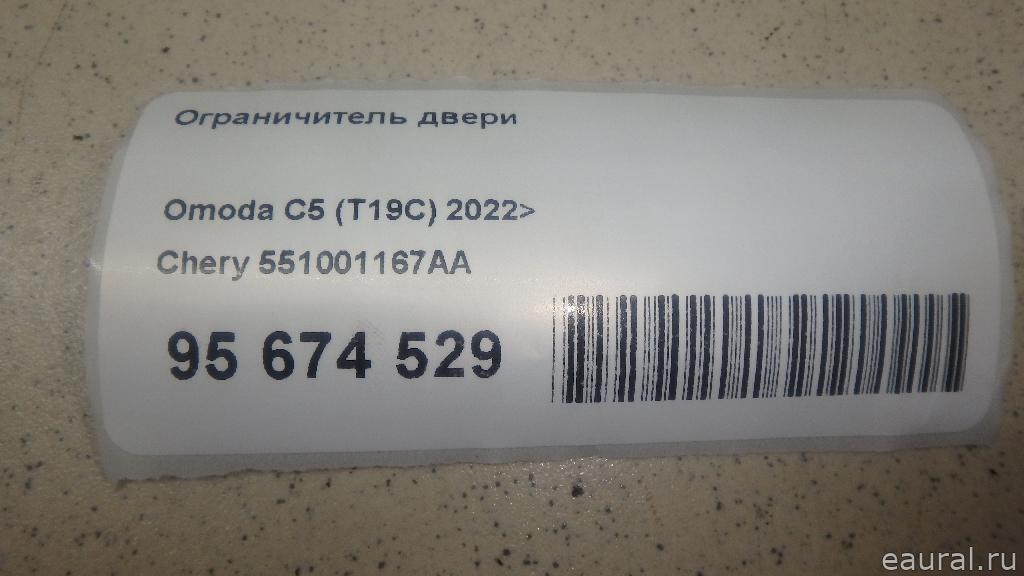 Ограничитель двери
Omoda C5 (T19C) 2022>
Chery 551001167AA
95 674 529
eaural.ru